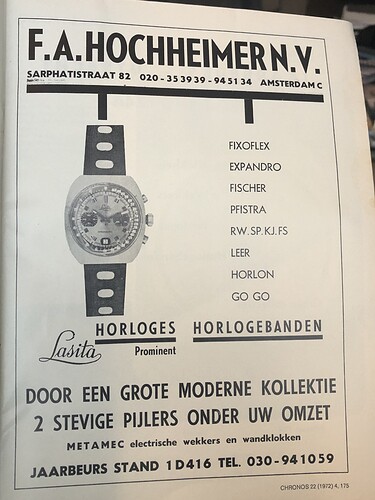 F.A.HOCHHEIMER N.V.
SARPHATISTRAAT 82 020-353939-945134 AMSTERDAM C
FIXOFLEX
EXPANDRO
FISCHER
PFISTRA
RW.SP.KJ.FS
LEER
HORLON
GO GO
HORLOGES HORLOGEBANDEN
Lasita Prominent
DOOR EEN GROTE MODERNE KOLLEKTIE
2 STEVIGE PIJLERS ONDER UW OMZET
METAMEC electrische wekkers en wandklokken
JAARBEURS STAND 1D416 TEL. 030-941059
CHRONOS 22 (1972) 4, 175